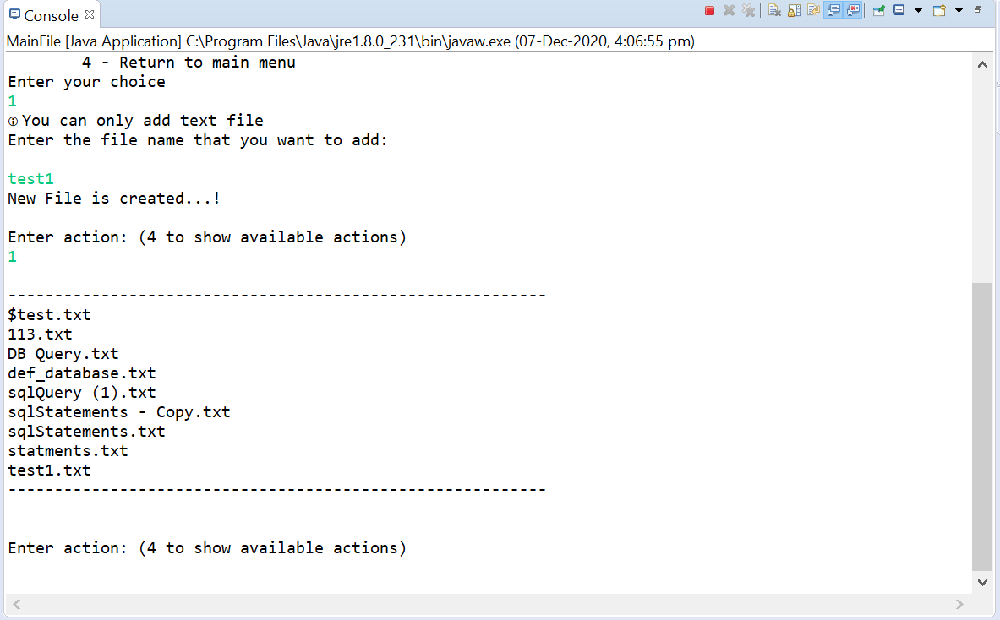 Console
MainFile [Java Application] C:\Program Files\Java\jre1.8.0_231\bin\javaw.exe (07-Dec-2020, 4:06:55 pm)
4 - Return to main menu
Enter your choice
1
You can only add text file
Enter the file name that you want to add:
test1
New File is created...!
Enter action: (4 to show available actions)
1
----------------------------------------------------------
$test.txt
113.txt
DB Query.txt
def_database.txt
sqlQuery (1).txt
sqlStatements - Copy.txt
sqlStatements.txt
statments.txt
test1.txt
----------------------------------------------------------
Enter action: (4 to show available actions)